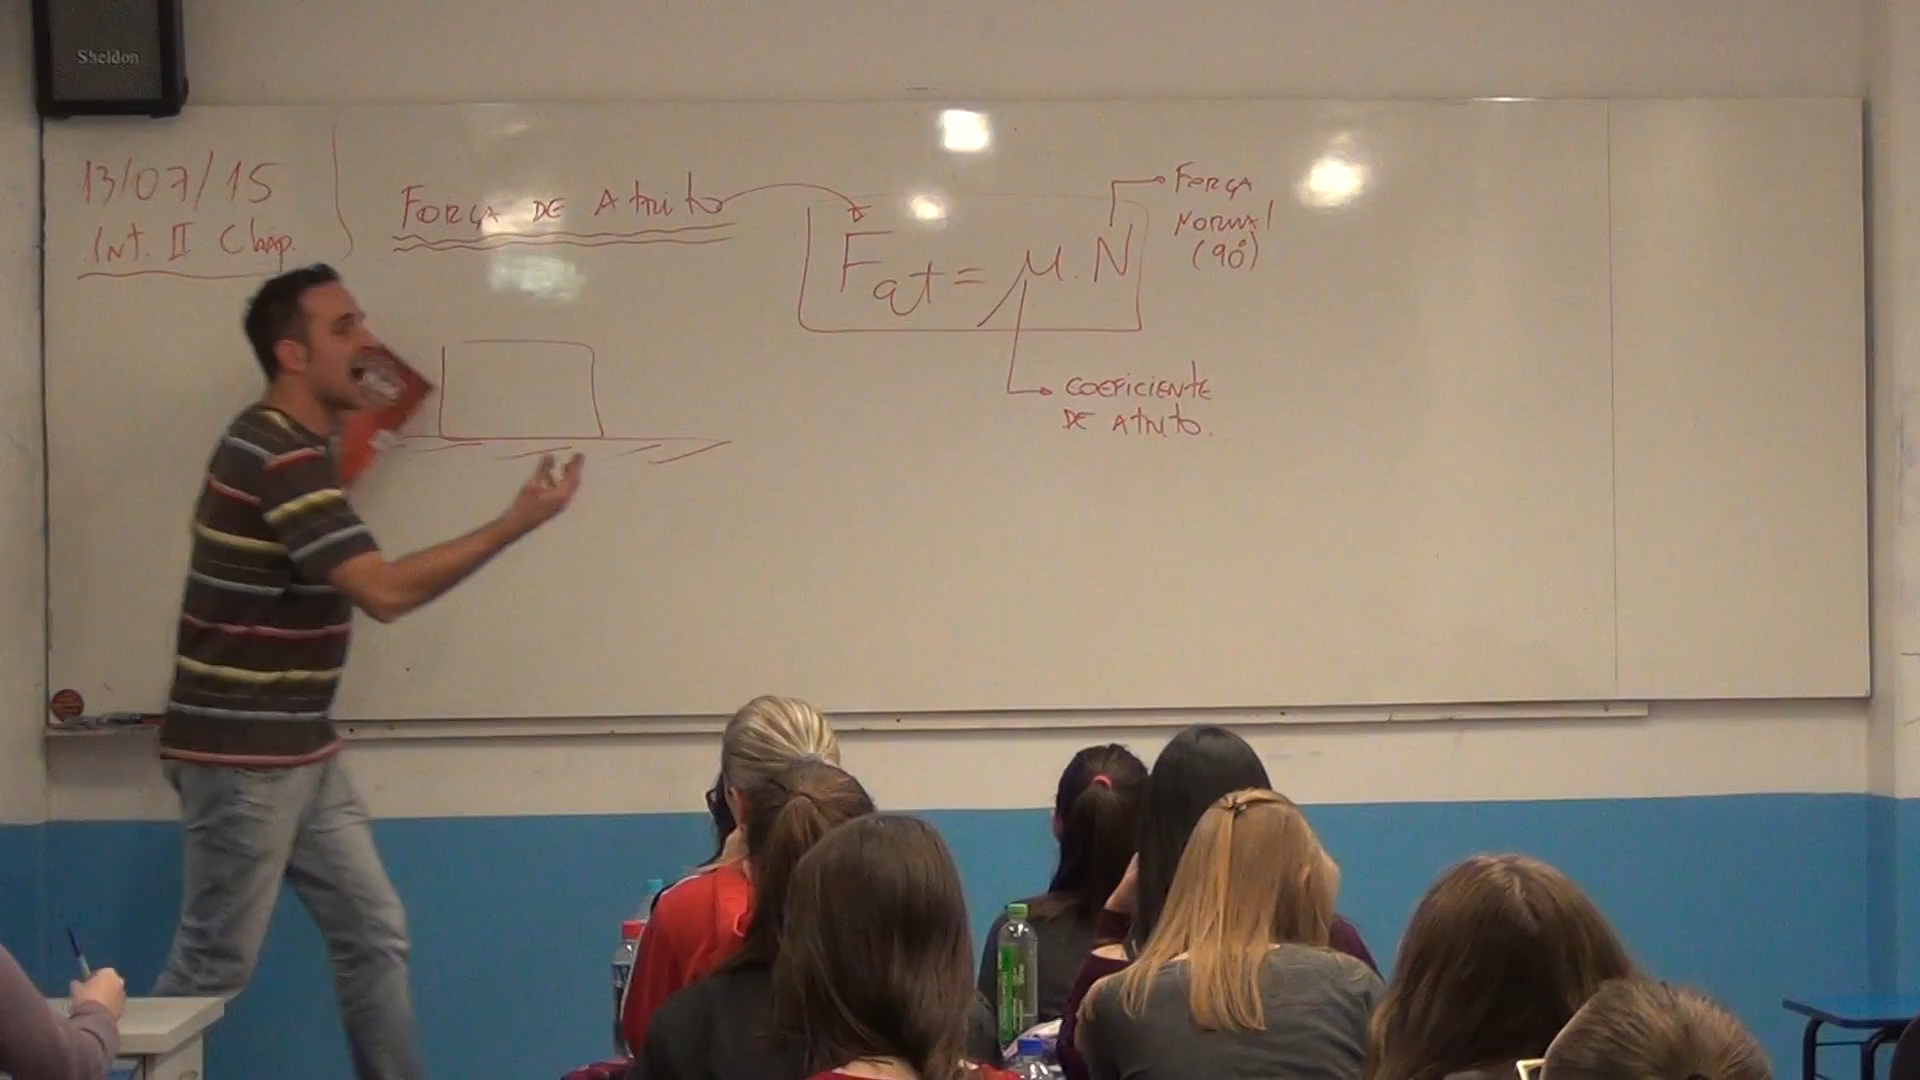 Sheldon
13/07/15
Int. II Chap.
FORÇA DE Atrito
Fat = μ.N
FORÇA
NORMAL
(90°)
COEFICIENTE
DE Atrito.